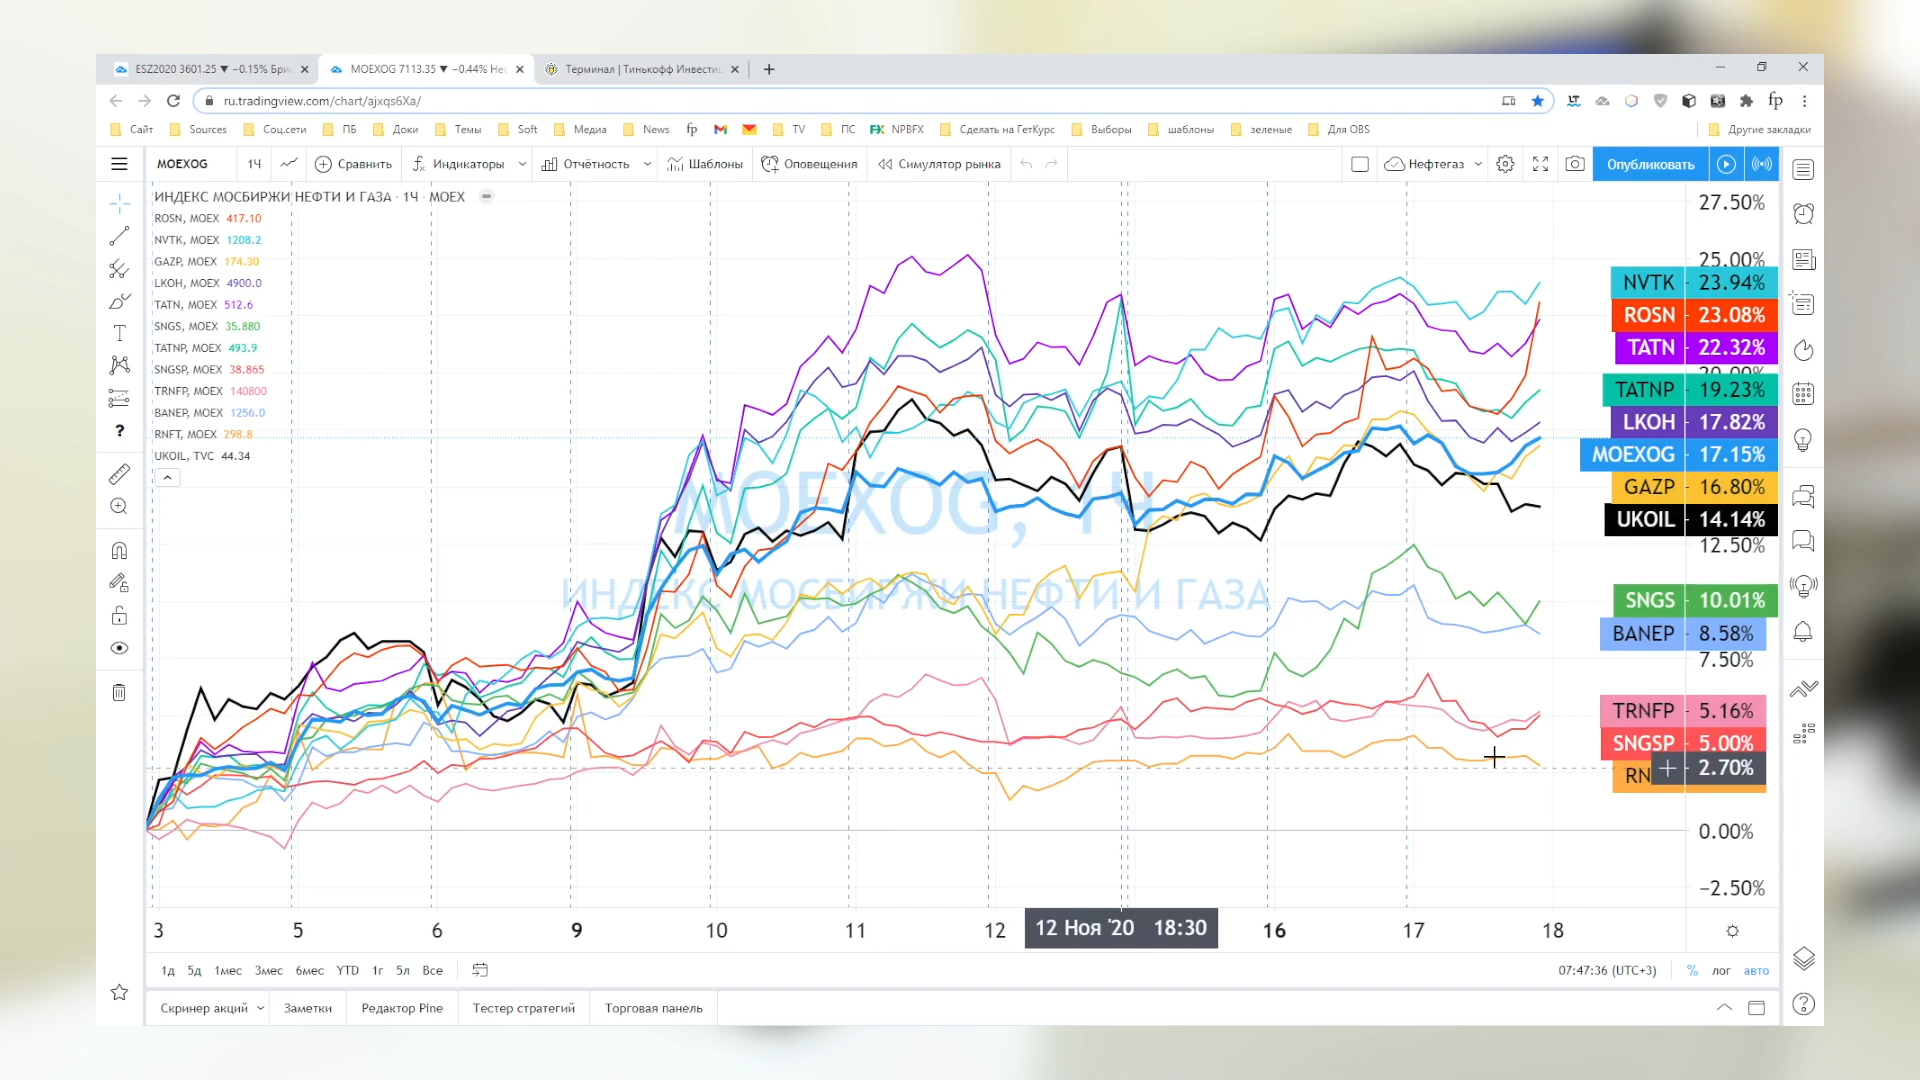 ESZ2020 3601.25 ▼ −0.15% Бри
MOEXOG 7113.35 ▼ −0.44% Не
Терминал | Тинькофф Инвести
ru.tradingview.com/chart/ajxqs6Xa/
LT
fp
Сайт
Sources
Соц.сети
ПБ
Доки
Темы
Soft
Медиа
News
fp
TV
ПС
FX NPBFX
Сделать на ГетКурс
Выборы
шаблоны
зеленые
Для OBS
Другие закладки
MOEXOG
1Ч
Сравнить
Индикаторы
Отчётность
Шаблоны
Оповещения
Симулятор рынка
Нефтегаз
Опубликовать
ИНДЕКС МОСБИРЖИ НЕФТИ И ГАЗА · 1Ч · MOEX
ROSN, MOEX 417.10
NVTK, MOEX 1208.2
GAZP, MOEX 174.30
LKOH, MOEX 4900.0
TATN, MOEX 512.6
SNGS, MOEX 35.880
TATNP, MOEX 493.9
SNGSP, MOEX 38.865
TRNFP, MOEX 140800
BANEP, MOEX 1256.0
RNFT, MOEX 298.8
UKOIL, TVC 44.34
MOEXOG, 1Ч
ИНДЕКС МОСБИРЖИ НЕФТИ И ГАЗА
27.50%
25.00%
NVTK 23.94%
ROSN 23.08%
TATN 22.32%
20.00%
TATNP 19.23%
LKOH 17.82%
MOEXOG 17.15%
GAZP 16.80%
UKOIL 14.14%
12.50%
SNGS 10.01%
BANEP 8.58%
7.50%
TRNFP 5.16%
SNGSP 5.00%
RN 2.70%
0.00%
−2.50%
3 5 6 9 10 11 12 12 Ноя '20 18:30 16 17 18
1д 5д 1мес 3мес 6мес YTD 1г 5л Все
07:47:36 (UTC+3) % лог авто
Скринер акций
Заметки
Редактор Pine
Тестер стратегий
Торговая панель